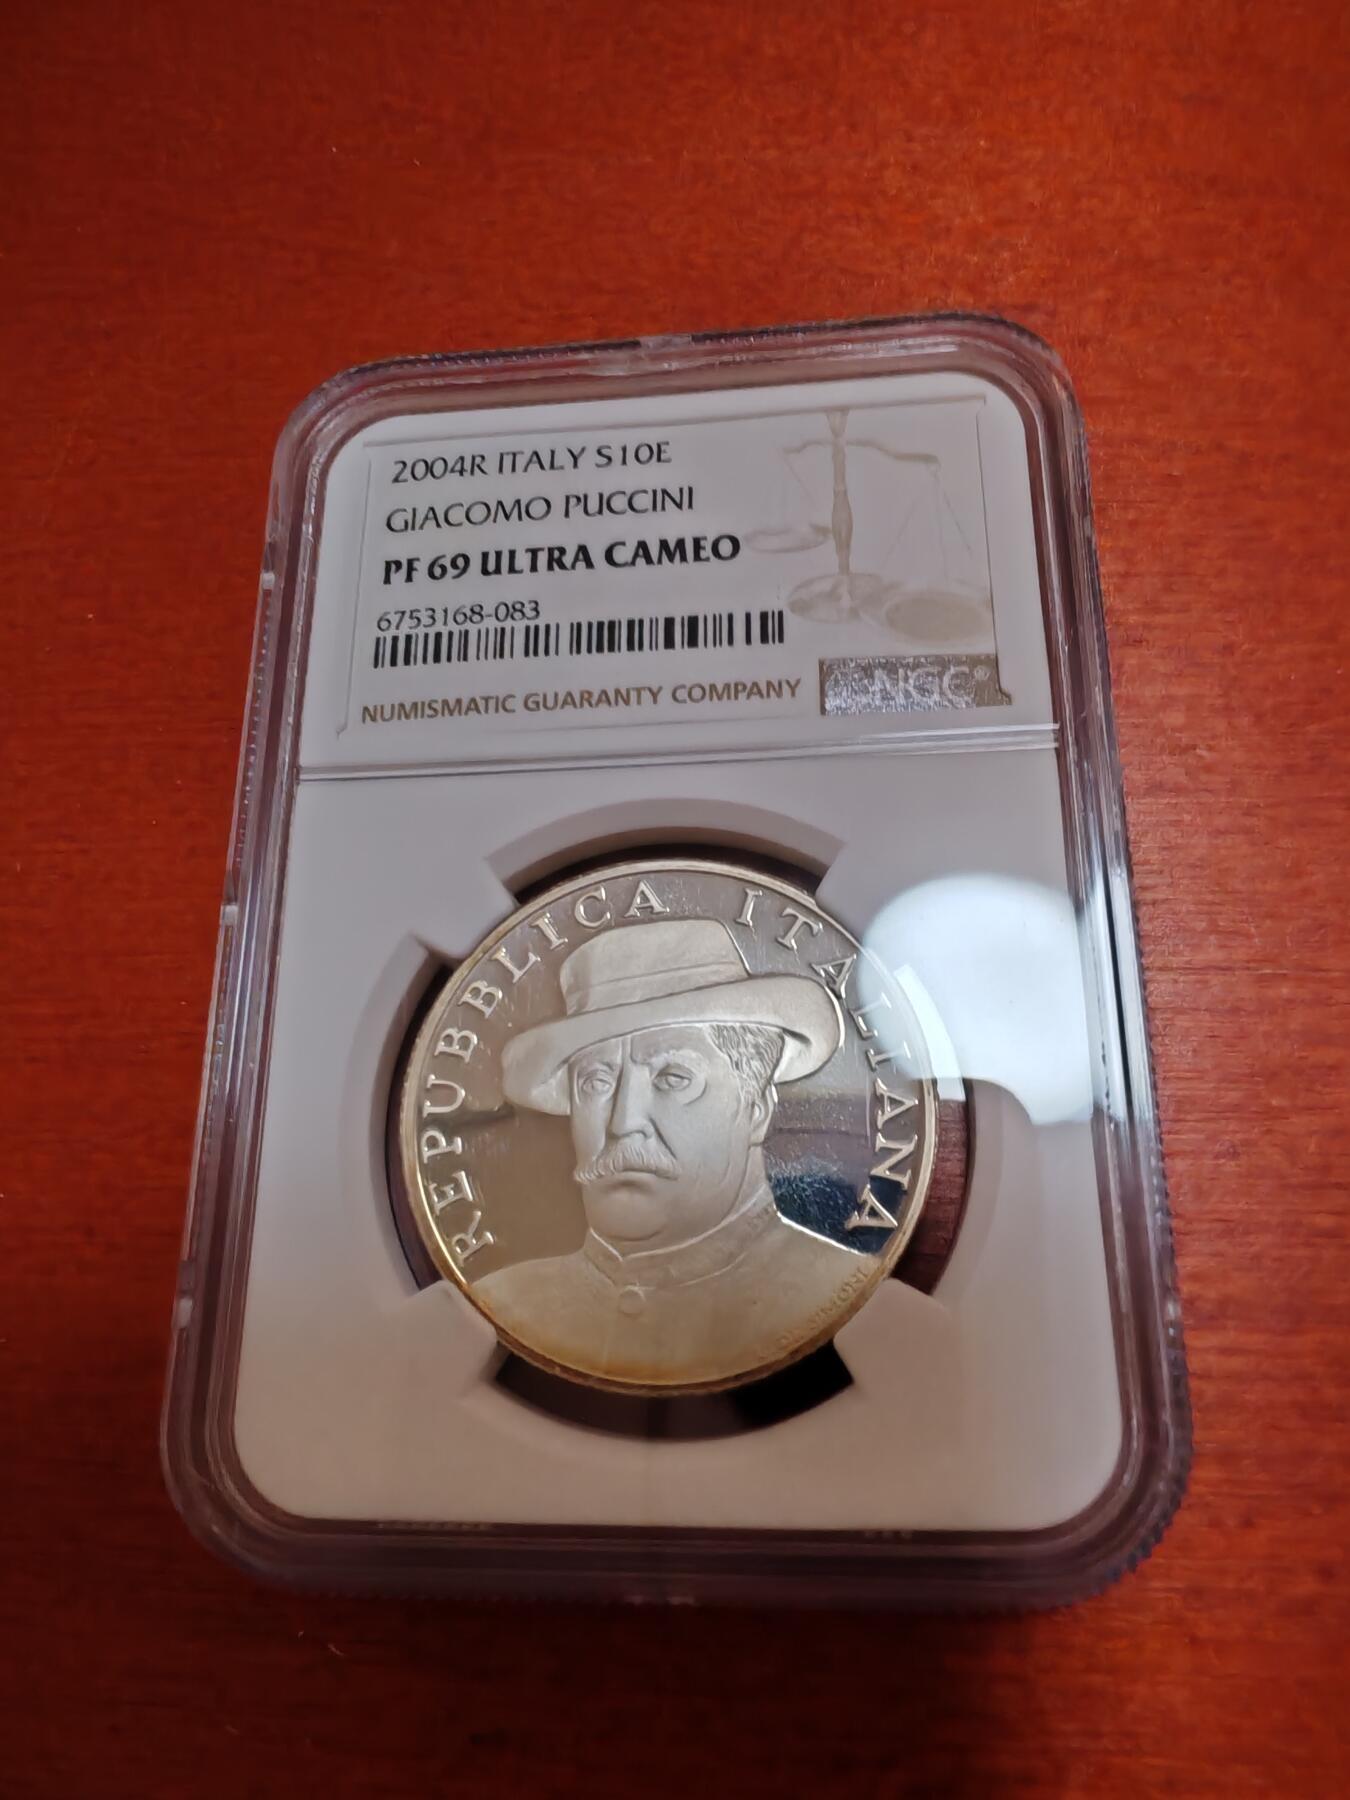 2004R ITALY S10E
GIACOMO PUCCINI
PF 69 ULTRA CAMEO
6753168-083
NUMISMATIC GUARANTY COMPANY NGC®
REPUBBLICA ITALIANA